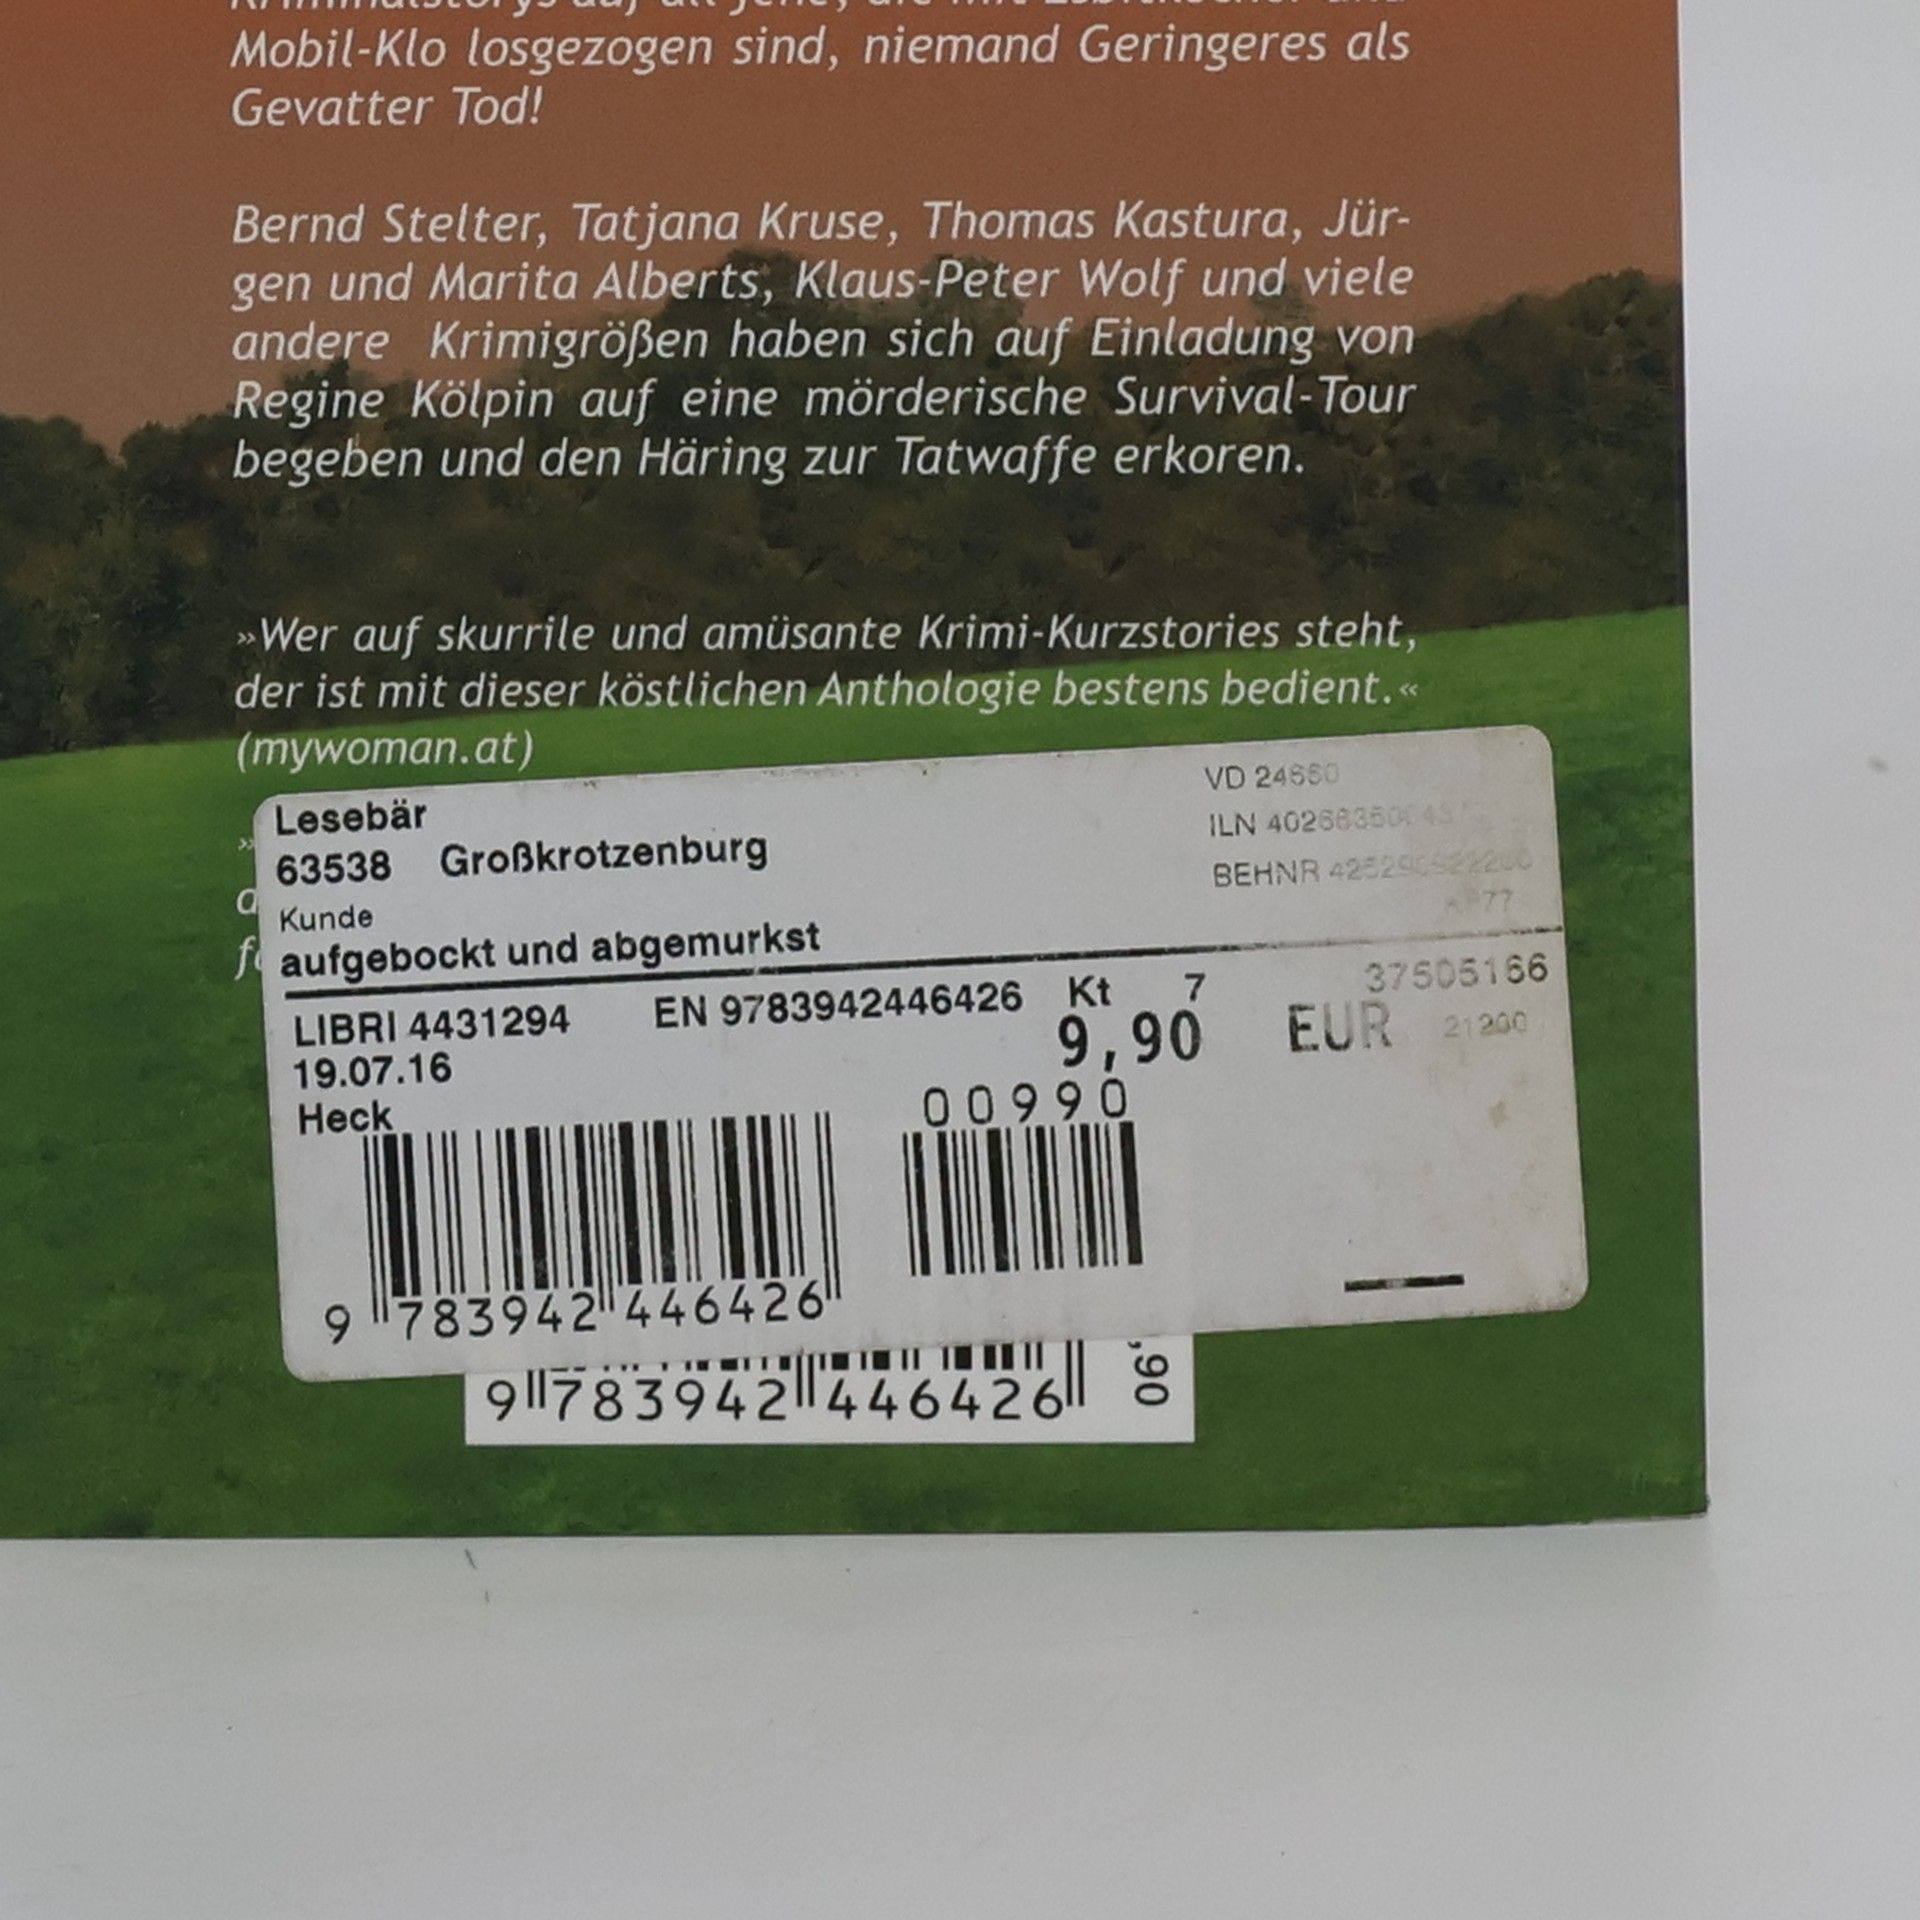 Mobil-Klo losgezogen sind, niemand Geringeres als
Gevatter Tod!
Bernd Stelter, Tatjana Kruse, Thomas Kastura, Jür-
gen und Marita Alberts, Klaus-Peter Wolf und viele
andere Krimigrößen haben sich auf Einladung von
Regine Kölpin auf eine mörderische Survival-Tour
begeben und den Häring zur Tatwaffe erkoren.
»Wer auf skurrile und amüsante Krimi-Kurzstories steht,
der ist mit dieser köstlichen Anthologie bestens bedient.«
(mywoman.at)
Lesebär
63538 Großkrotzenburg
Kunde
aufgebockt und abgemurkst
VD
ILN
BEHNR
LIBRI 4431294 EN 9783942446426 Kt 7
37505166
9,90 EUR 21200
19.07.16
Heck
00990
9 783942 446426
9 783942 446426
,90